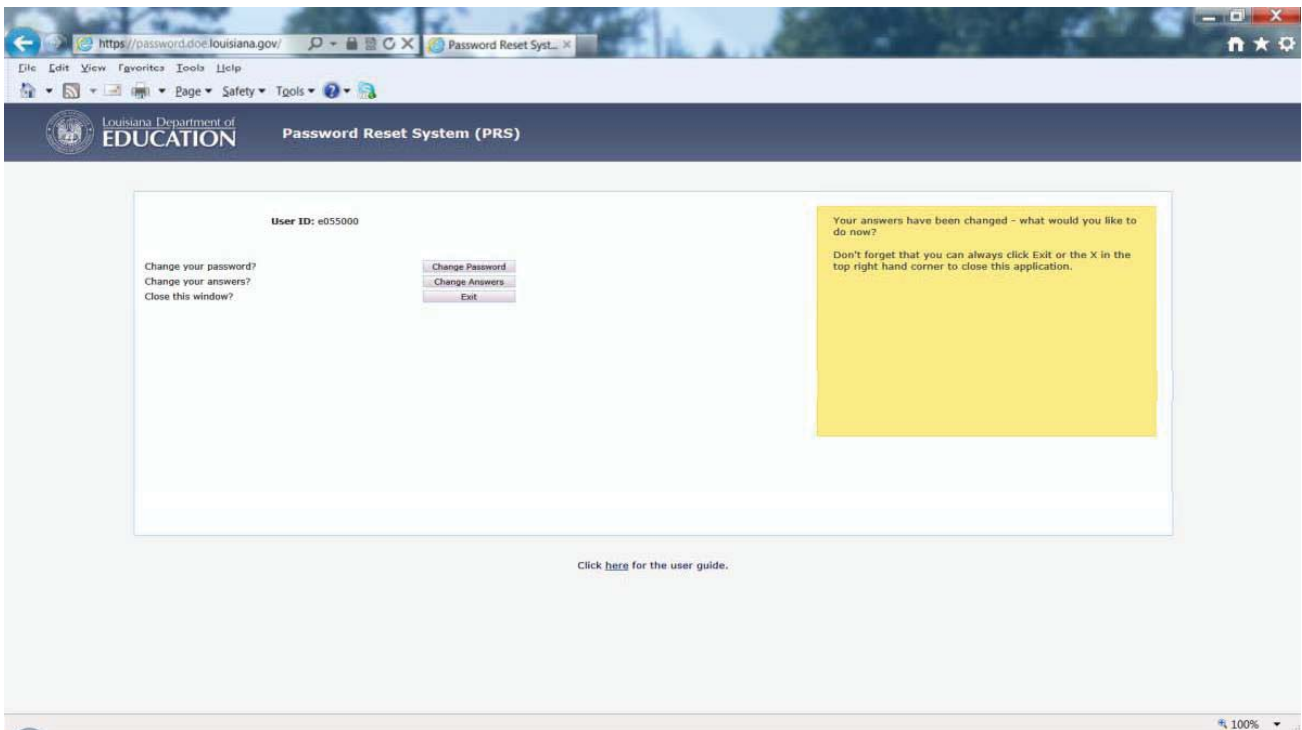 https://password.doe.louisiana.gov/
Password Reset Syst...
File Edit View Favorites Tools Help
Page Safety Tools
Louisiana Department of
EDUCATION
Password Reset System (PRS)
User ID: e055000
Change your password? Change Password
Change your answers? Change Answers
Close this window? Exit
Your answers have been changed - what would you like to
do now?
Don't forget that you can always click Exit or the X in the
top right hand corner to close this application.
Click here for the user guide.
100%